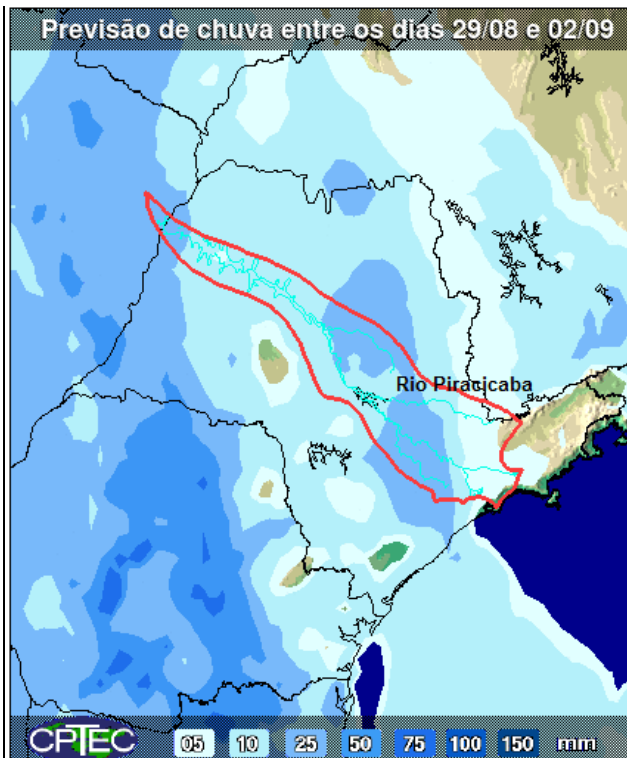 Previsão de chuva entre os dias 29/08 e 02/09
Rio Piracicaba
CPTEC 05 10 25 50 75 100 150 mm